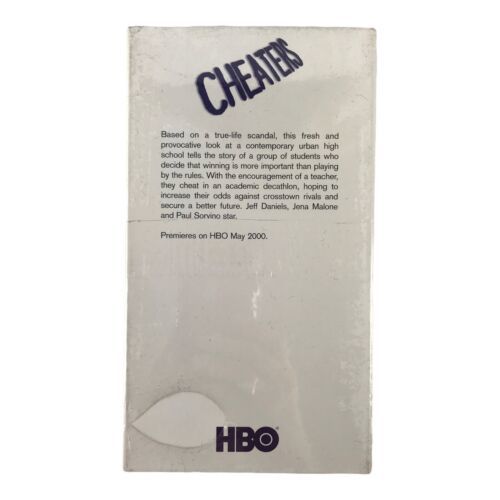 CHEATERS
Based on a true-life scandal, this fresh and
provocative look at a contemporary urban high
school tells the story of a group of students who
decide that winning is more important than playing
by the rules. With the encouragement of a teacher,
they cheat in an academic decathlon, hoping to
increase their odds against crosstown rivals and
secure a better future. Jeff Daniels, Jena Malone
and Paul Sorvino star.
Premieres on HBO May 2000.
HBO®